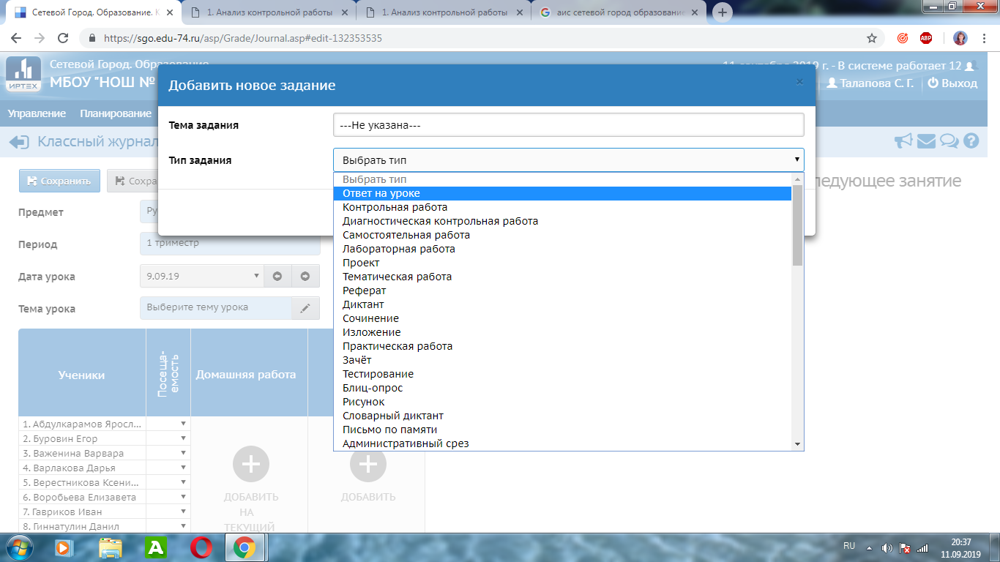 Сетевой Город. Образование. К
1. Анализ контрольной работы
1. Анализ контрольной работы
аис сетевой город образование
https://sgo.edu-74.ru/asp/Grade/Journal.asp#edit-132353535
ABP
ИРТЕХ
Сетевой Город. Образование
МБОУ "НОШ №
11 сентября 2019 г. - В системе работает 12
Талапова С. Г.
Выход
Управление
Планирование
Классный журнал
Добавить новое задание
×
Тема задания
---Не указана---
Тип задания
Выбрать тип
Выбрать тип
Ответ на уроке
Контрольная работа
Диагностическая контрольная работа
Самостоятельная работа
Лабораторная работа
Проект
Тематическая работа
Реферат
Диктант
Сочинение
Изложение
Практическая работа
Зачёт
Тестирование
Блиц-опрос
Рисунок
Словарный диктант
Письмо по памяти
Административный срез
Сохранить
Сохра
ледующее занятие
Предмет
Ру
Период
1 триместр
Дата урока
9.09.19
Тема урока
Выберите тему урока
Ученики
Посеща-
емость
Домашняя работа
1. Абдулкарамов Яросл...
2. Буровин Егор
3. Важенина Варвара
4. Варлакова Дарья
5. Верестникова Ксени...
6. Воробьева Елизавета
7. Гавриков Иван
8. Гиннатулин Данил
ДОБАВИТЬ
НА
ТЕКУЩИЙ
ДОБАВИТЬ
RU
20:37
11.09.2019